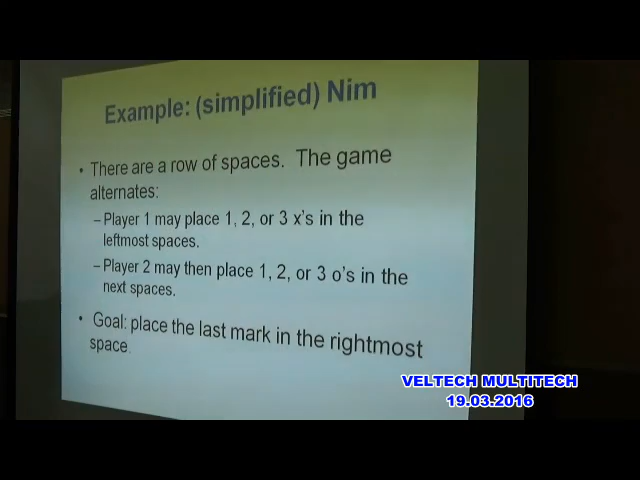 Example: (simplified) Nim
• There are a row of spaces. The game
alternates:
– Player 1 may place 1, 2, or 3 x's in the
leftmost spaces.
– Player 2 may then place 1, 2, or 3 o's in the
next spaces.
• Goal: place the last mark in the rightmost
space.
VELTECH MULTITECH
19.03.2016